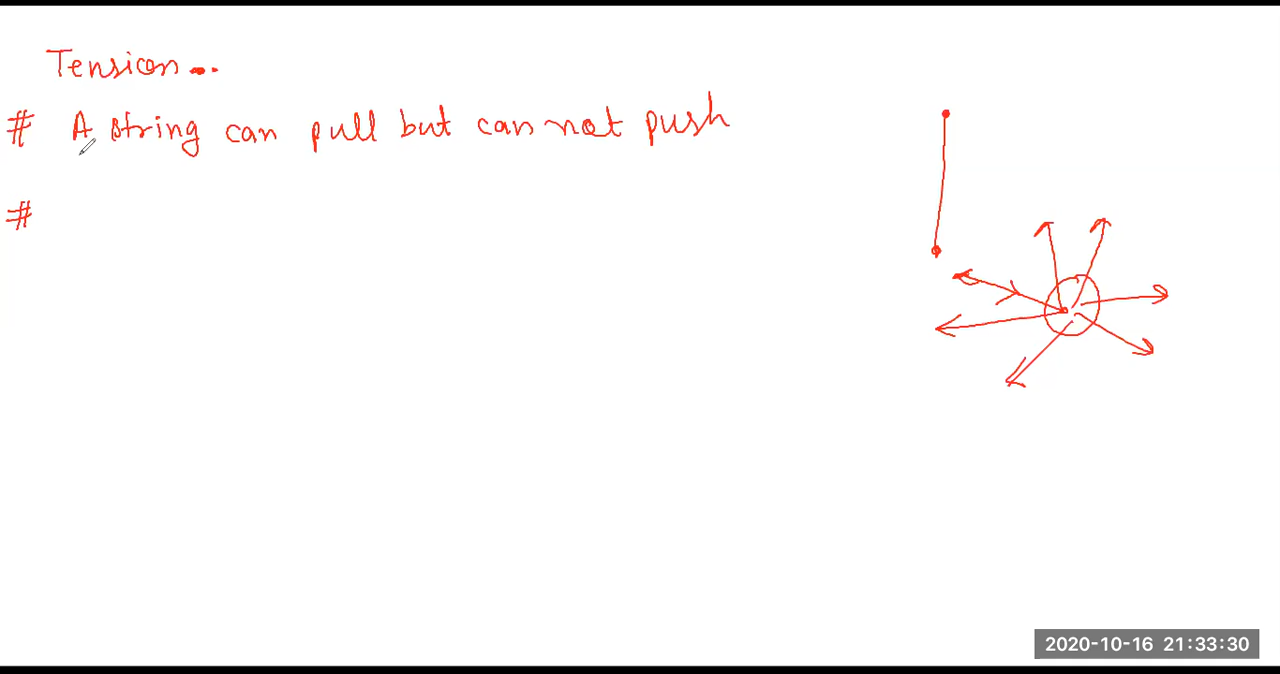 Tension...
# A string can pull but can not push
#
2020-10-16 21:33:30